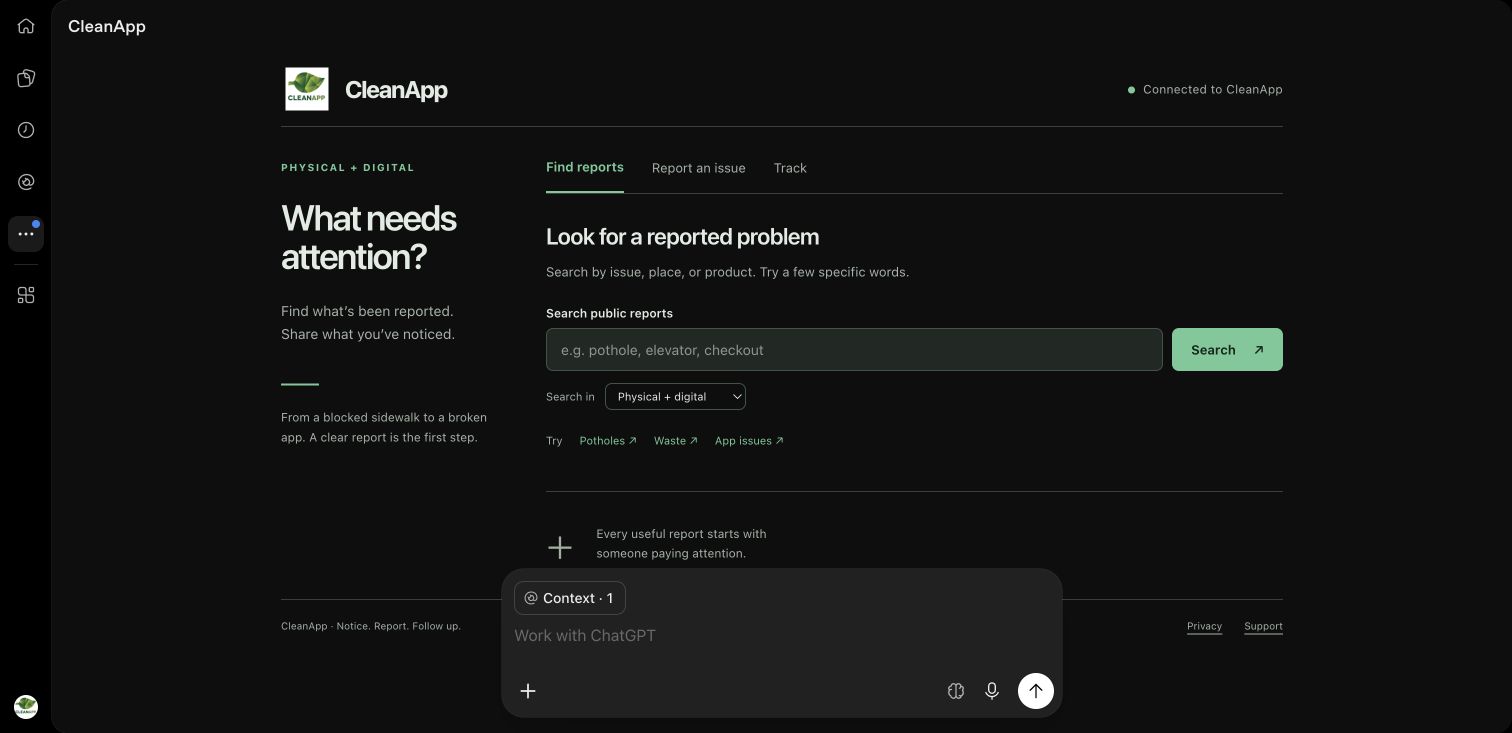 CleanApp
CLEANAPP
CleanApp
Connected to CleanApp
PHYSICAL + DIGITAL
What needs
attention?
Find what’s been reported.
Share what you’ve noticed.
From a blocked sidewalk to a broken
app. A clear report is the first step.
Find reports
Report an issue
Track
Look for a reported problem
Search by issue, place, or product. Try a few specific words.
Search public reports
e.g. pothole, elevator, checkout
Search
Search in
Physical + digital
Try
Potholes
Waste
App issues
Every useful report starts with
someone paying attention.
CleanApp · Notice. Report. Follow up.
Privacy
Support
Context · 1
Work with ChatGPT
CLEANAPP